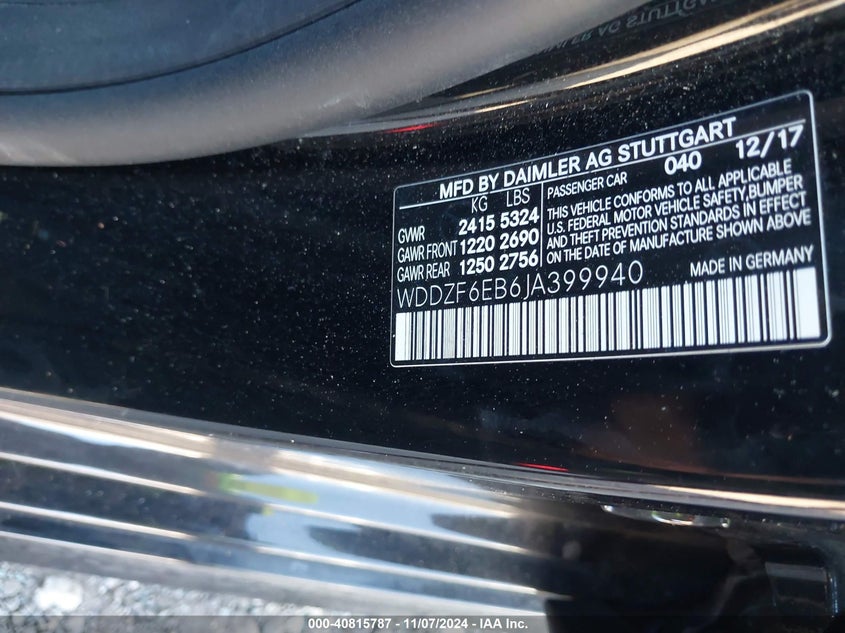 MFD BY DAIMLER AG STUTTGART
KG LBS
GVWR 2415 5324
GAWR FRONT 1220 2690
GAWR REAR 1250 2756
PASSENGER CAR 040 12/17
THIS VEHICLE CONFORMS TO ALL APPLICABLE
U.S. FEDERAL MOTOR VEHICLE SAFETY, BUMPER
AND THEFT PREVENTION STANDARDS IN EFFECT
ON THE DATE OF MANUFACTURE SHOWN ABOVE
WDDZF6EB6JA399940 MADE IN GERMANY
000-40815787 - 11/07/2024 - IAA Inc.